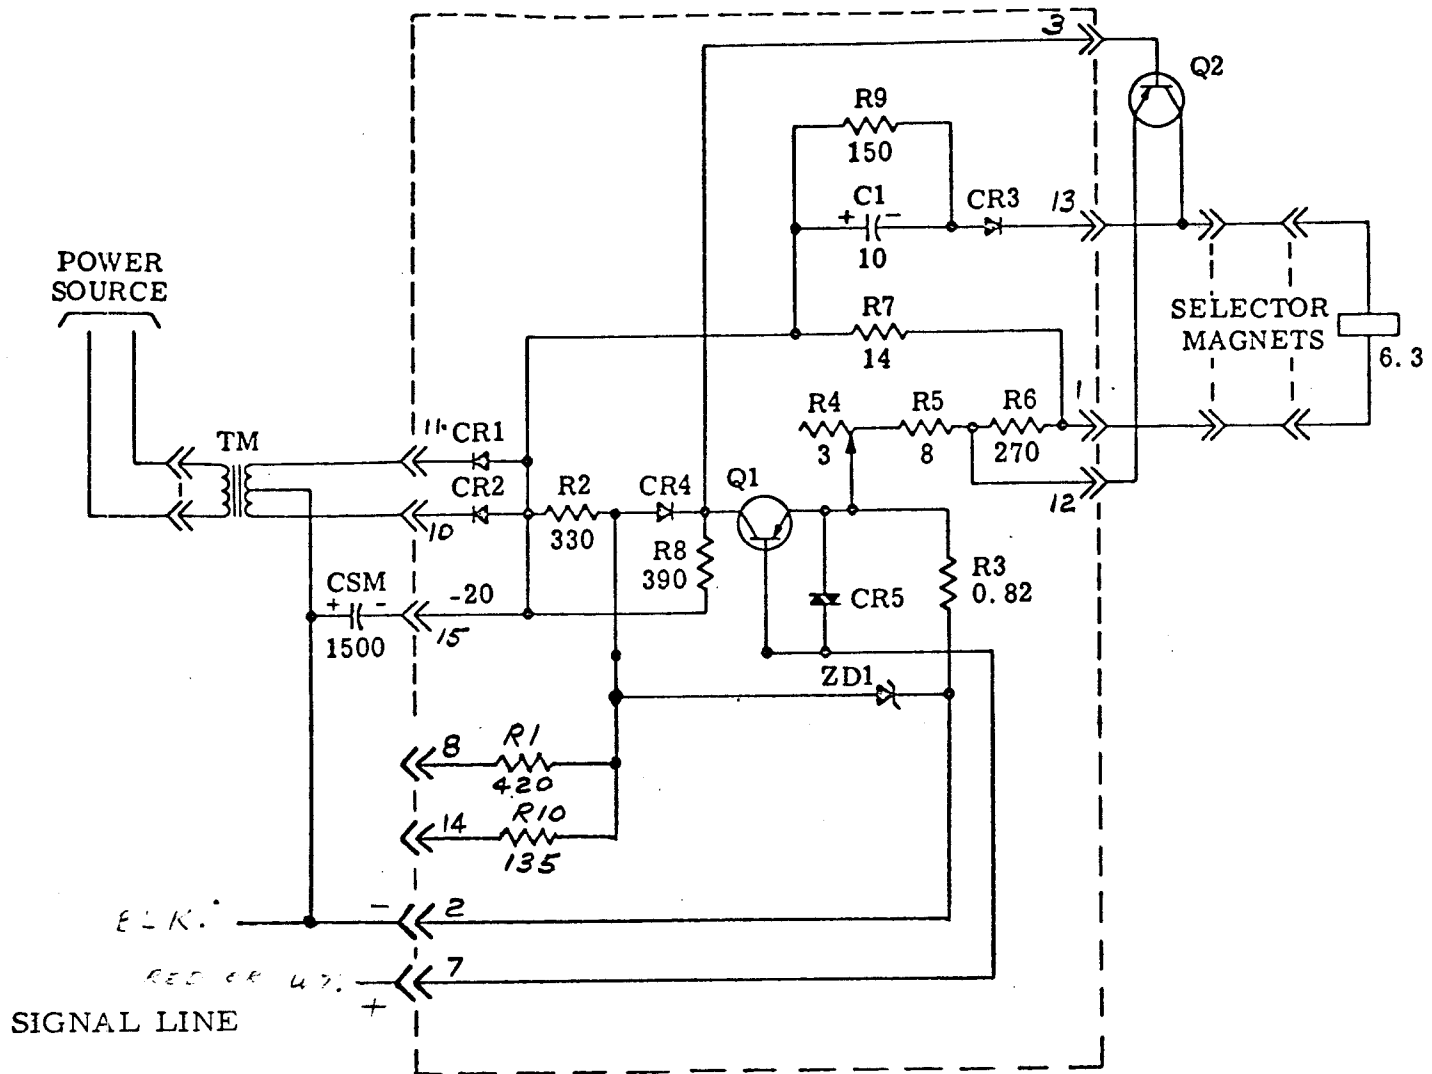 3
Q2
R9
150
C1
+ -
10
CR3
13
POWER
SOURCE
R7
14
SELECTOR
MAGNETS
6.3
TM
11.
CR1
R4
3
R5
8
R6
270
1
12
CR2
10
R2
330
CR4
Q1
R8
390
R3
0.82
CSM
+ -
1500
-20
15
CR5
ZD1
8
R1
420
14
R10
135
-
2
RED OR
7
+
SIGNAL LINE